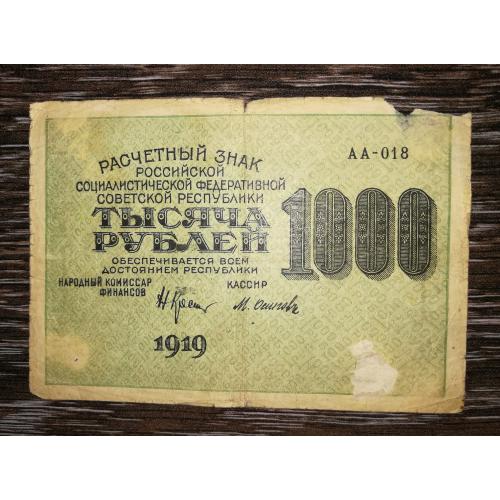 РАСЧЕТНЫЙ ЗНАК
РОССИЙСКОЙ
СОЦИАЛИСТИЧЕСКОЙ ФЕДЕРАТИВНОЙ
СОВЕТСКОЙ РЕСПУБЛИКИ
ТЫСЯЧА
РУБЛЕЙ
ОБЕСПЕЧИВАЕТСЯ ВСЕМ
ДОСТОЯНИЕМ РЕСПУБЛИКИ
НАРОДНЫЙ КОМИССАР
ФИНАНСОВ
КАССИР
М. Осиповъ
1919
АА-018
1000